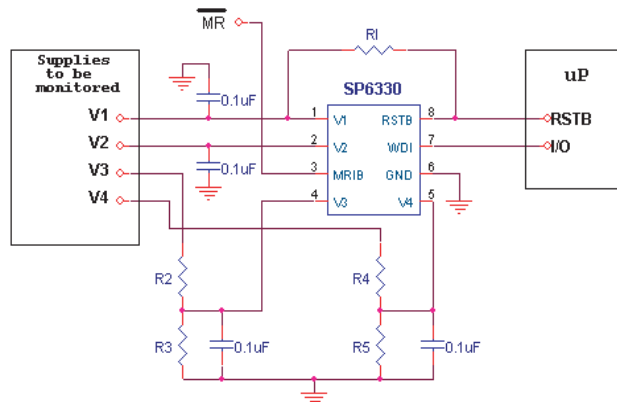 MR
R1
Supplies
to be
monitored
0.1uF
SP6330
uP
V1
1
V1
RSTB
8
RSTB
V2
2
V2
WDI
7
I/O
V3
0.1uF
3
MRIB
GND
6
V4
4
V3
V4
5
R2
R4
R3
0.1uF
R5
0.1uF